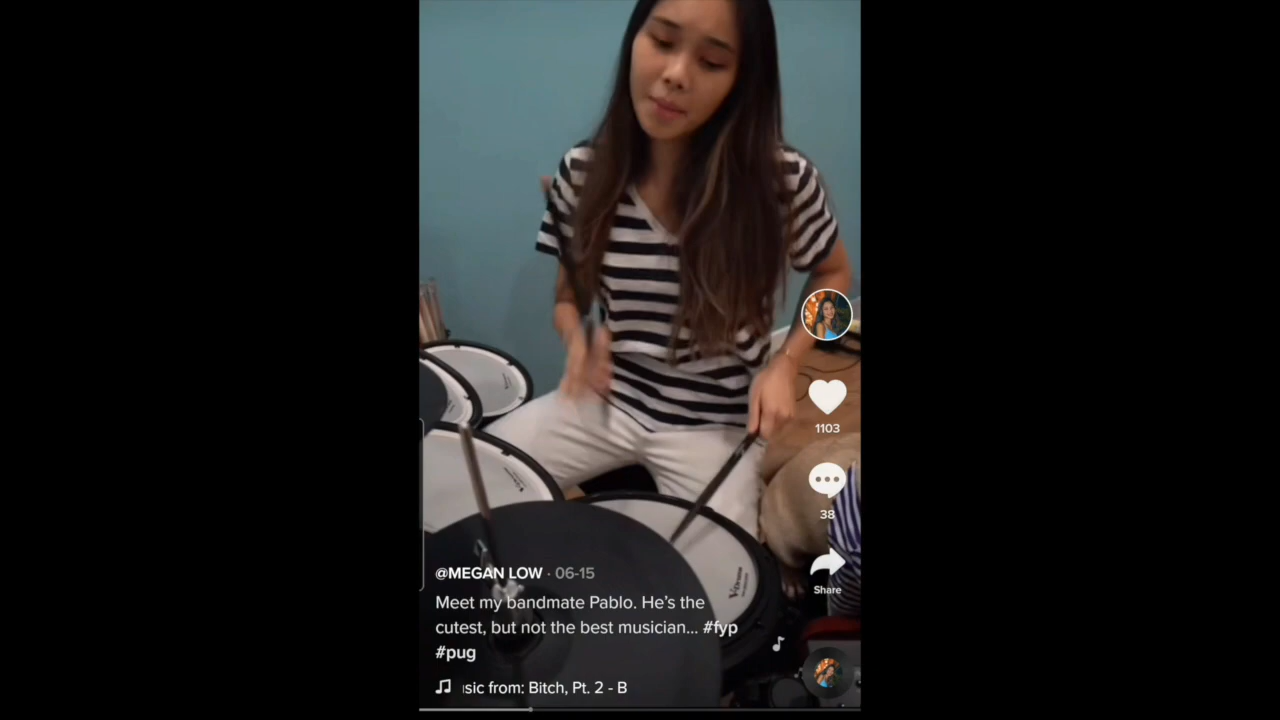 1103
38
Share
@MEGAN LOW · 06-15
Meet my bandmate Pablo. He's the
cutest, but not the best musician... #fyp
#pug
sic from: Bitch, Pt. 2 - B